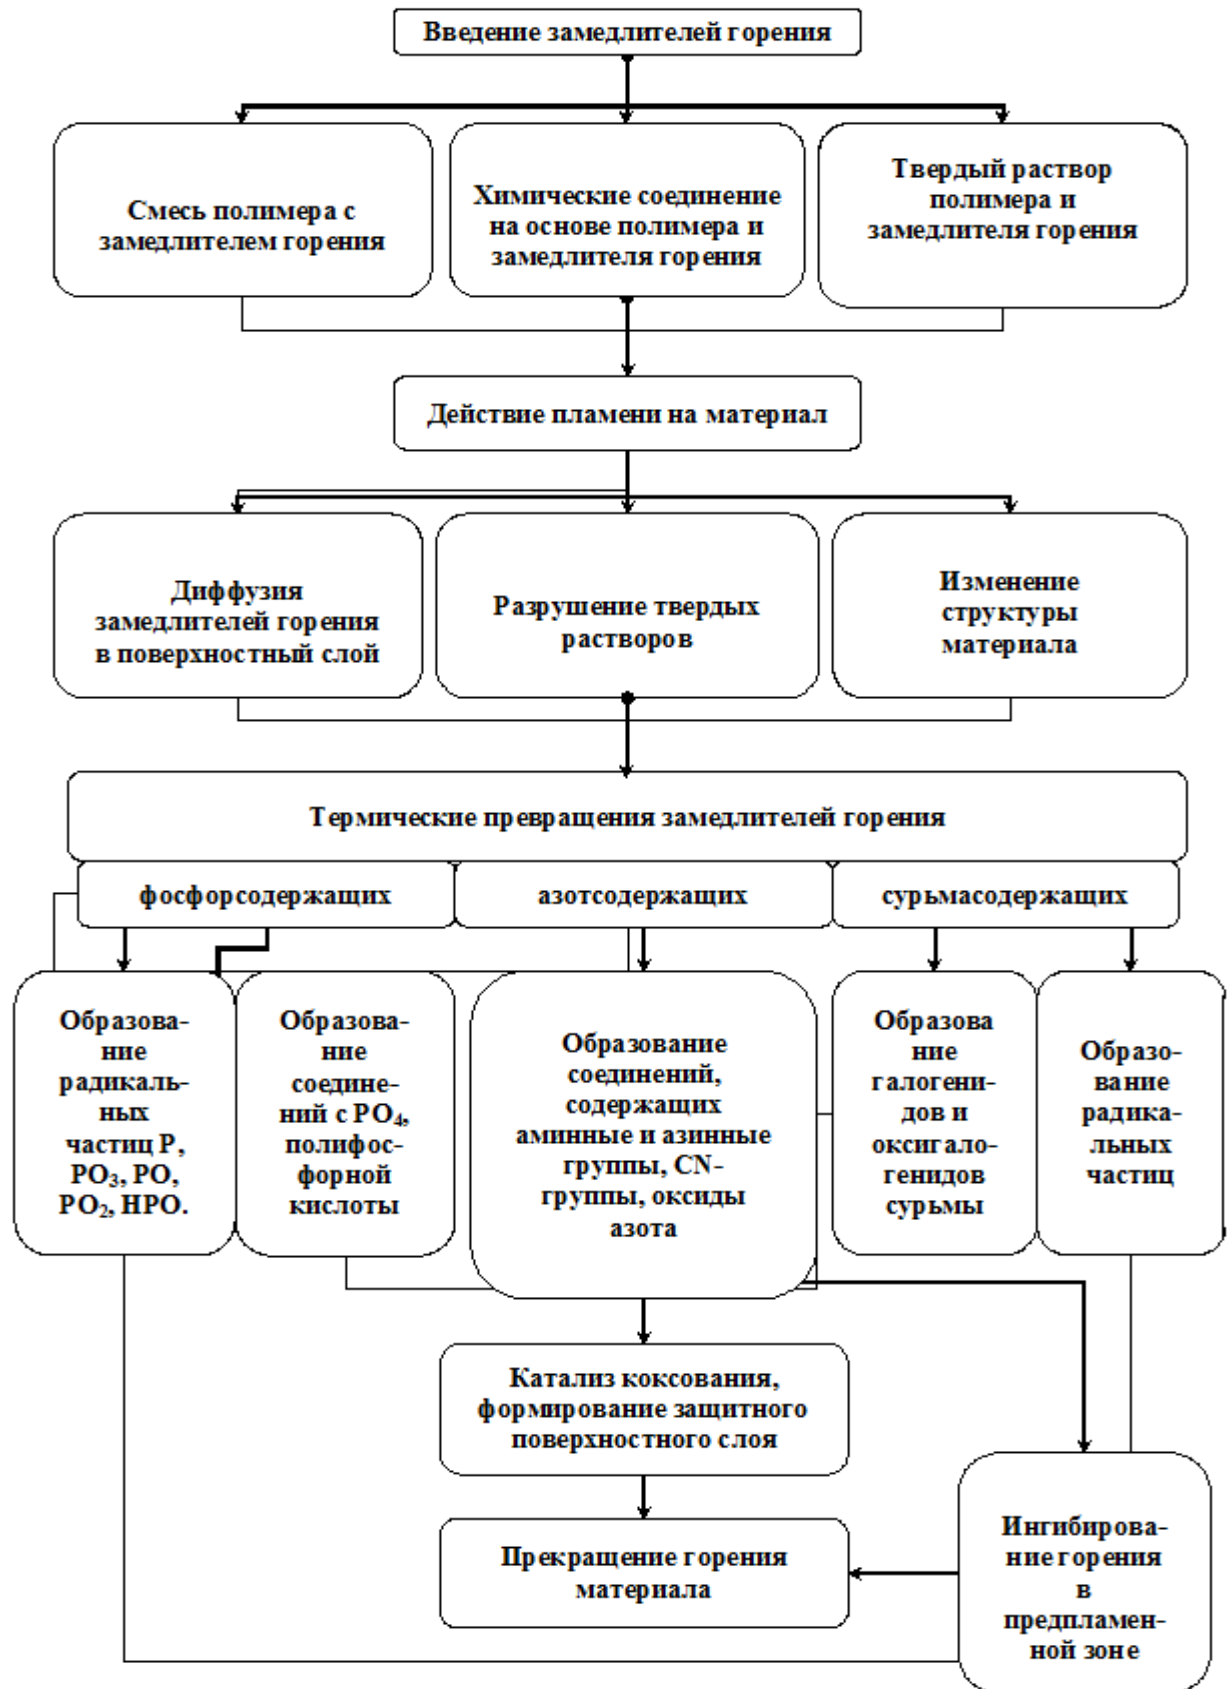 Введение замедлителей горения
Смесь полимера с
замедлителем горения
Химические соединение
на основе полимера и
замедлителя горения
Твердый раствор
полимера и
замедлителя горения
Действие пламени на материал
Диффузия
замедлителей горения
в поверхностный слой
Разрушение твердых
растворов
Изменение
структуры
материала
Термические превращения замедлителей горения
фосфорсодержащих
азотсодержащих
сурьмасодержащих
Образова-
ние
радикаль-
ных
частиц P,
PO₃, PO,
PO₂, HPO.
Образова-
ние
соедине-
ний с PO₄,
полифос-
форной
кислоты
Образование
соединений,
содержащих
аминные и азинные
группы, CN-
группы, оксиды
азота
Образова
ние
галогени-
дов и
оксигало-
генидов
сурьмы
Образо-
вание
радика-
льных
частиц
Катализ коксования,
формирование защитного
поверхностного слоя
Прекращение горения
материала
Ингибирова-
ние горения
в
предпламен-
ной зоне